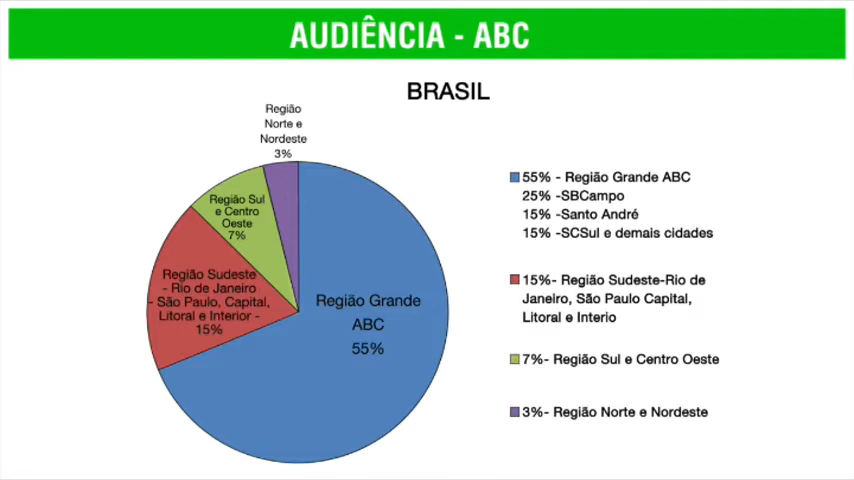 AUDIÊNCIA - ABC
BRASIL
Região
Norte e
Nordeste
3%
Região Sul
e Centro
Oeste
7%
Região Sudeste
- Rio de Janeiro
- São Paulo, Capital,
Litoral e Interior -
15%
Região Grande
ABC
55%
55% - Região Grande ABC
25% -SBCampo
15% -Santo André
15% -SCSul e demais cidades
15%- Região Sudeste-Rio de
Janeiro, São Paulo Capital,
Litoral e Interio
7%- Região Sul e Centro Oeste
3%- Região Norte e Nordeste